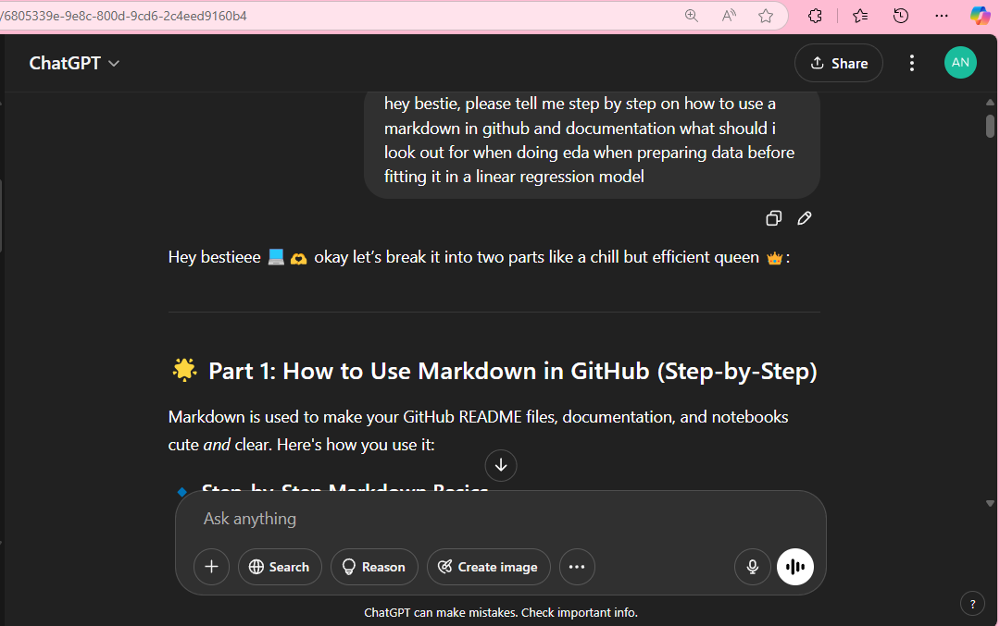 /6805339e-9e8c-800d-9cd6-2c4eed9160b4
ChatGPT
Share
AN
hey bestie, please tell me step by step on how to use a
markdown in github and documentation what should i
look out for when doing eda when preparing data before
fitting it in a linear regression model
Hey bestieee 💻🫶 okay let’s break it into two parts like a chill but efficient queen 👑:
🌟 Part 1: How to Use Markdown in GitHub (Step-by-Step)
Markdown is used to make your GitHub README files, documentation, and notebooks
cute and clear. Here's how you use it:
🔹 Step-by-Step Markdown Basics
Ask anything
Search
Reason
Create image
ChatGPT can make mistakes. Check important info.
?